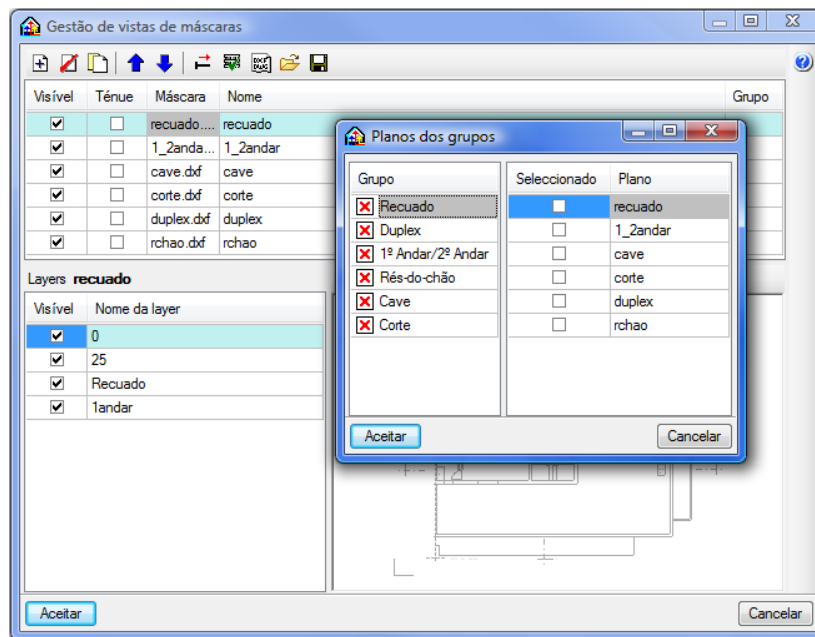 Gestão de vistas de máscaras
DXF DWG
Visível Ténue Máscara Nome Grupo
recuado.... recuado
1_2anda... 1_2andar
cave.dxf cave
corte.dxf corte
duplex.dxf duplex
rchao.dxf rchao
Layers recuado
Visível Nome da layer
0
25
Recuado
1andar
Planos dos grupos
Grupo Seleccionado Plano
Recuado recuado
Duplex 1_2andar
1º Andar/2º Andar cave
Rés-do-chão corte
Cave duplex
Corte rchao
Aceitar Cancelar
Aceitar Cancelar